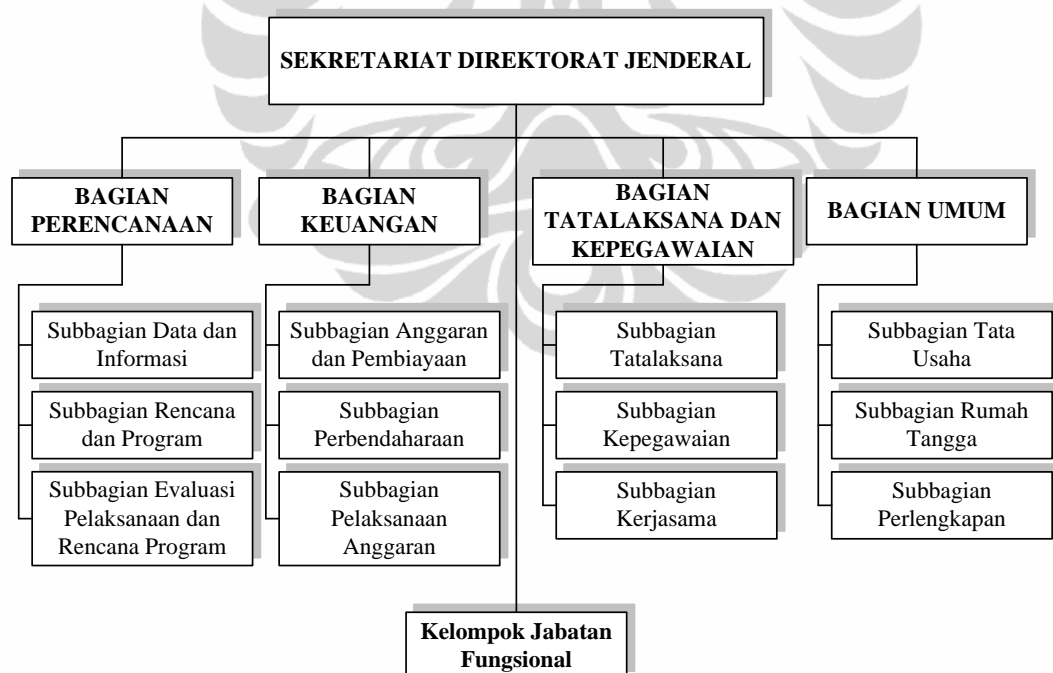 SEKRETARIAT DIREKTORAT JENDERAL
BAGIAN
PERENCANAAN
BAGIAN
KEUANGAN
BAGIAN
TATALAKSANA DAN
KEPEGAWAIAN
BAGIAN UMUM
Subbagian Data dan
Informasi
Subbagian Rencana
dan Program
Subbagian Evaluasi
Pelaksanaan dan
Rencana Program
Subbagian Anggaran
dan Pembiayaan
Subbagian
Perbendaharaan
Subbagian
Pelaksanaan
Anggaran
Subbagian
Tatalaksana
Subbagian
Kepegawaian
Subbagian
Kerjasama
Subbagian Tata
Usaha
Subbagian Rumah
Tangga
Subbagian
Perlengkapan
Kelompok Jabatan
Fungsional